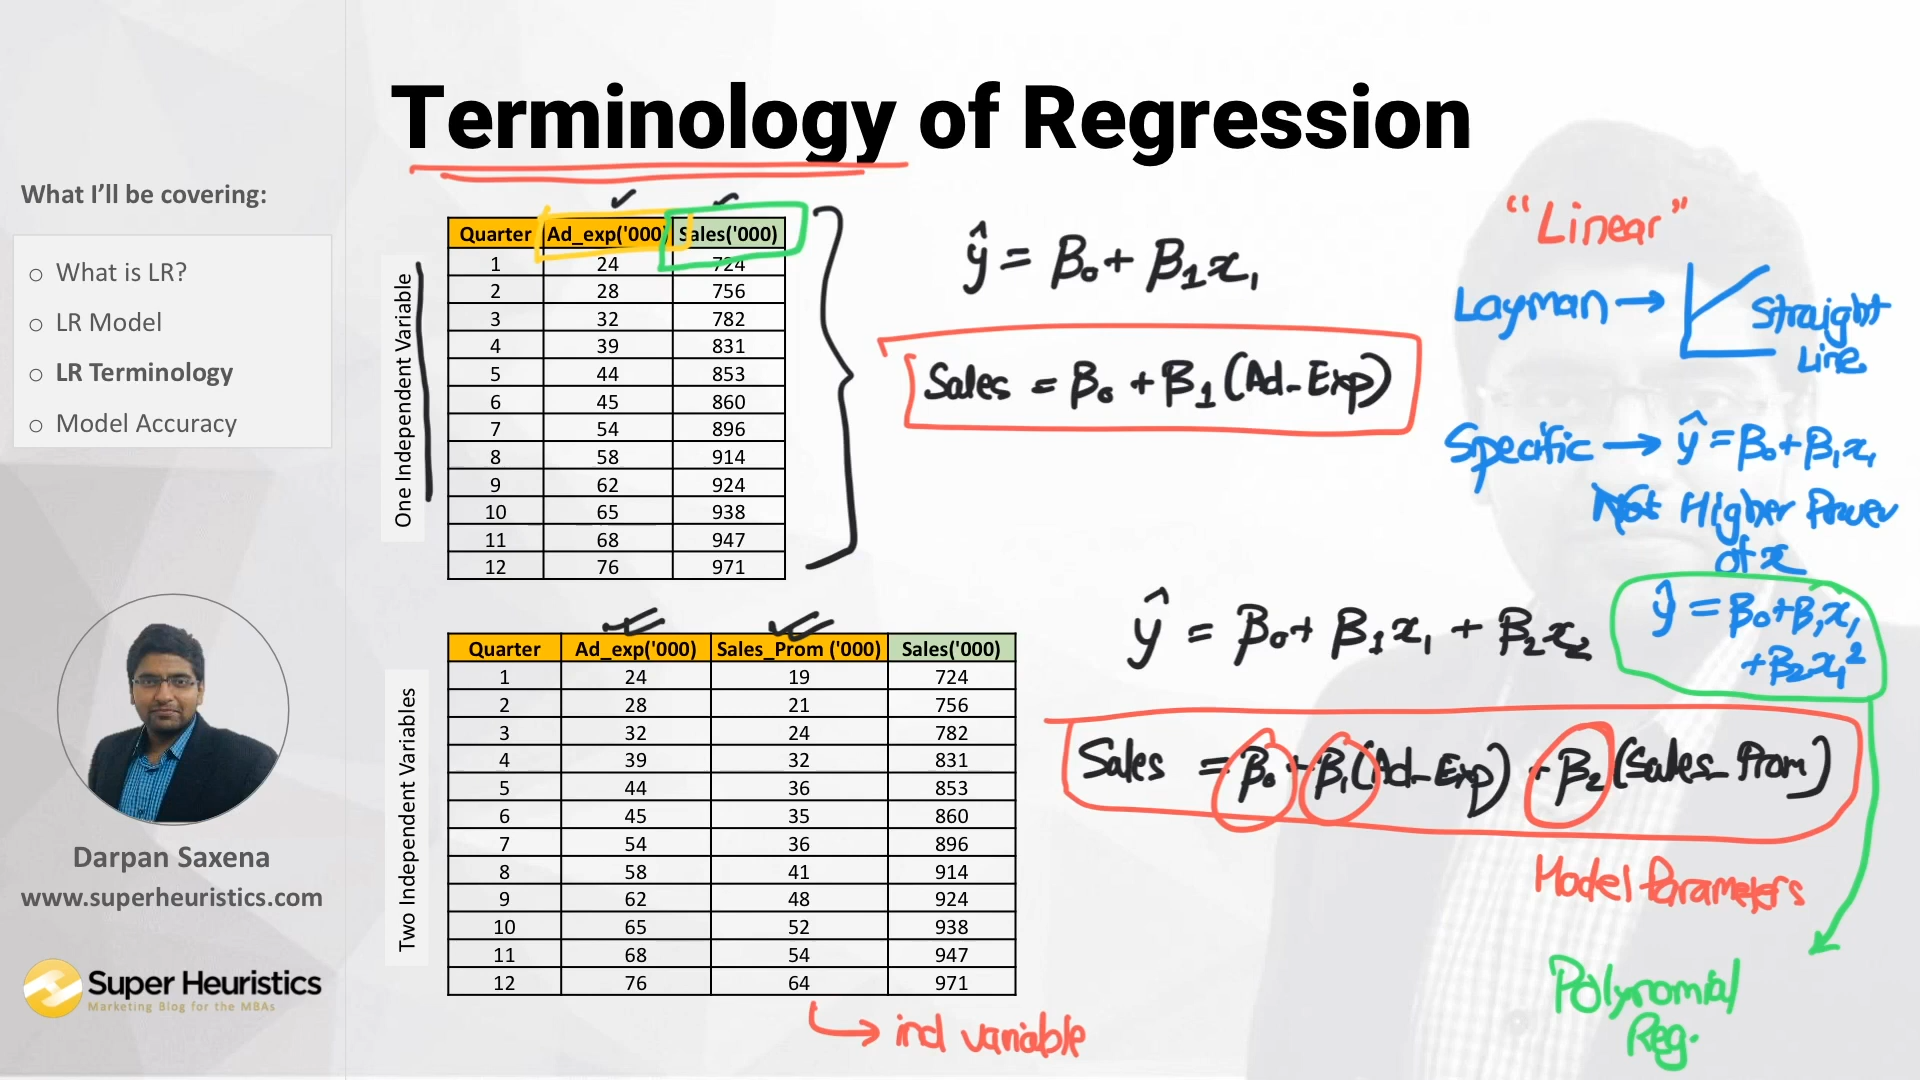 Terminology of Regression
What I'll be covering:
○ What is LR?
○ LR Model
○ LR Terminology
○ Model Accuracy
Darpan Saxena
www.superheuristics.com
Super Heuristics
Marketing Blog for the MBAs
One Independent Variable
Quarter Ad_exp('000) Sales('000)
1 24 724
2 28 756
3 32 782
4 39 831
5 44 853
6 45 860
7 54 896
8 58 914
9 62 924
10 65 938
11 68 947
12 76 971
ŷ = β₀ + β₁x₁
Sales = β₀ + β₁ (Ad_Exp)
"Linear"
Layman → Straight
Line
Specific → ŷ = β₀ + β₁x₁
Not Higher Power
of x
ŷ = β₀ + β₁x₁
+ β₂x₁²
Two Independent Variables
Quarter Ad_exp('000) Sales_Prom ('000) Sales('000)
1 24 19 724
2 28 21 756
3 32 24 782
4 39 32 831
5 44 36 853
6 45 35 860
7 54 36 896
8 58 41 914
9 62 48 924
10 65 52 938
11 68 54 947
12 76 64 971
→ ind variable
ŷ = β₀ + β₁x₁ + β₂x₂
Sales = β₀ + β₁ (Ad_Exp) + β₂ (Sales_Prom)
Model Parameters
Polynomial
Reg.